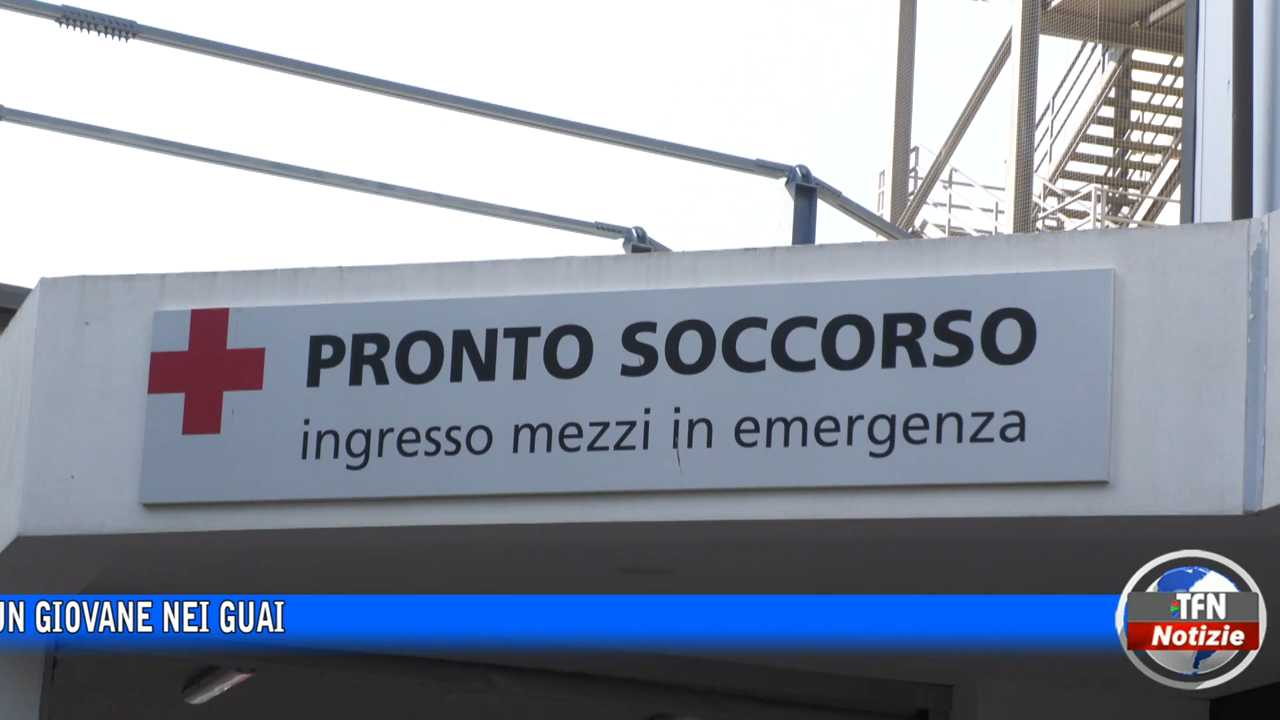 PRONTO SOCCORSO
ingresso mezzi in emergenza
UN GIOVANE NEI GUAI
TFN
Notizie